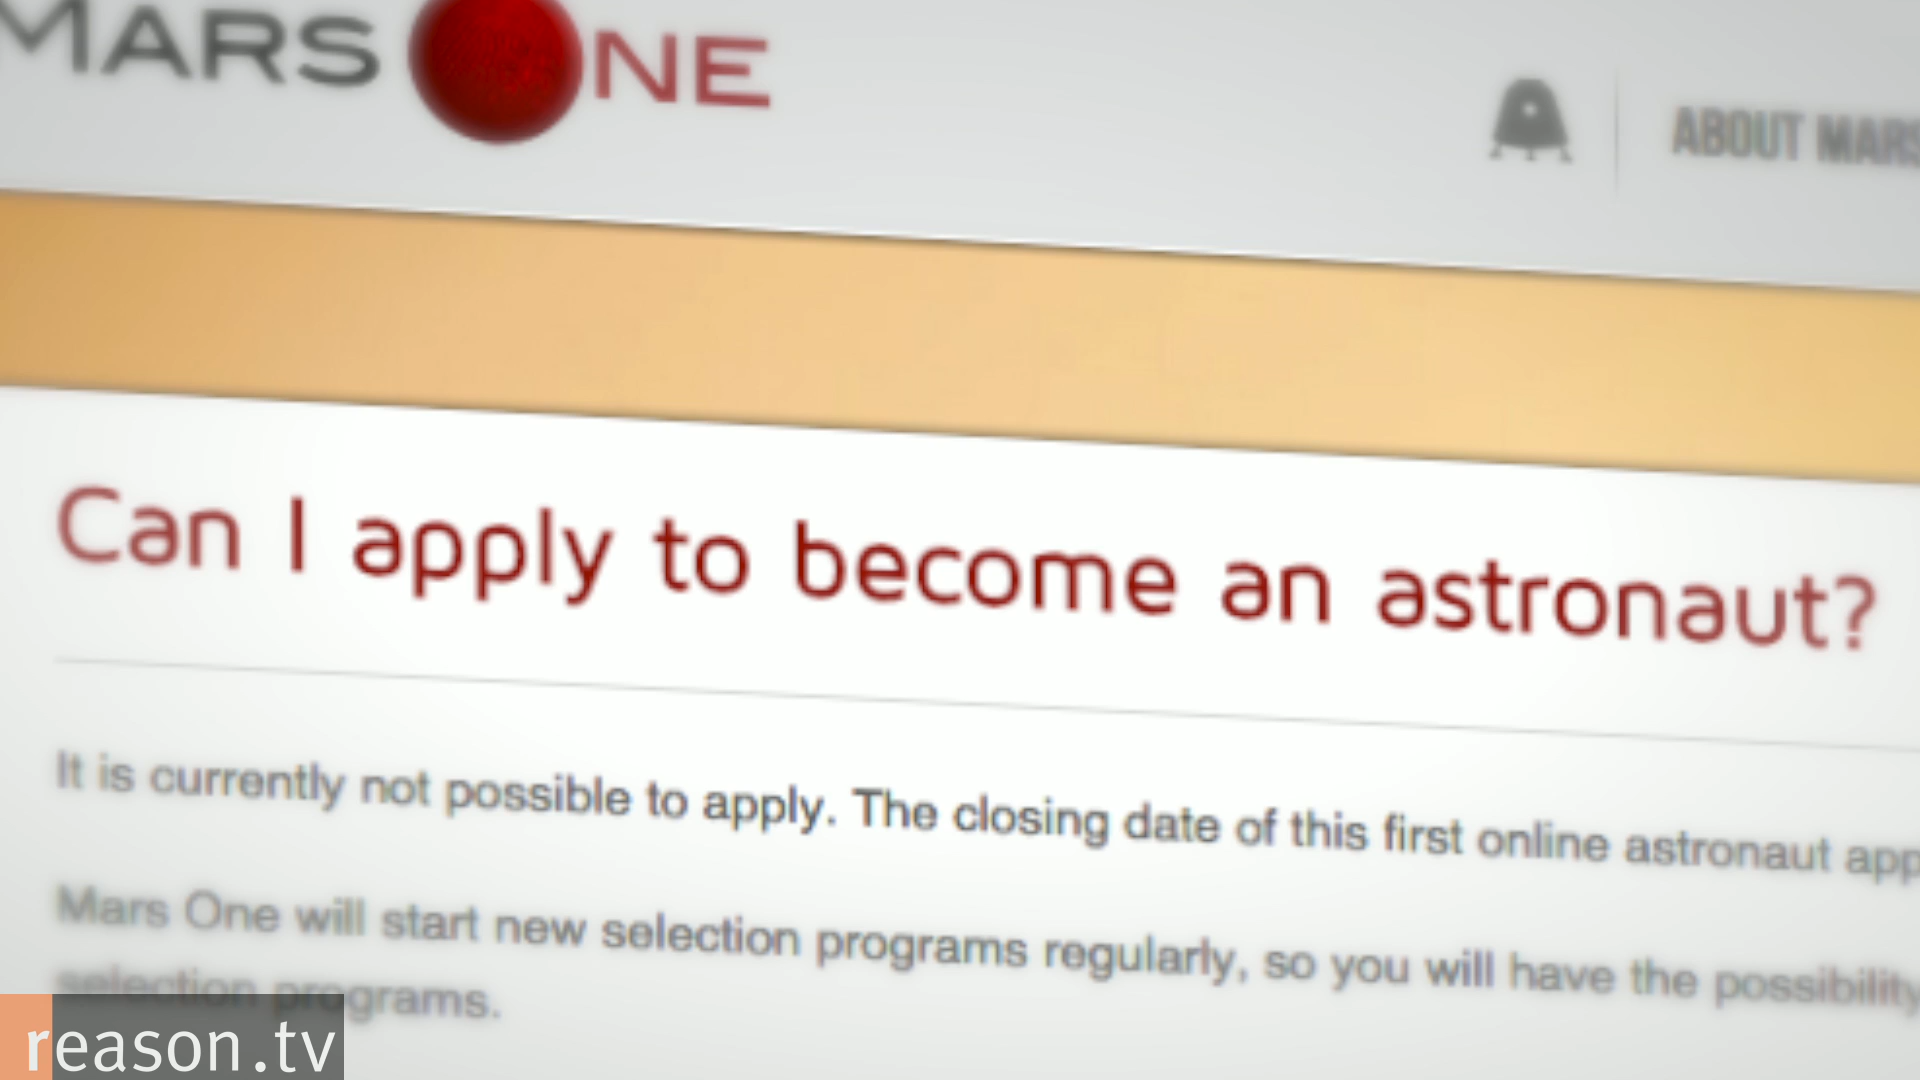 MARS ONE
ABOUT MARS
Can I apply to become an astronaut?
It is currently not possible to apply. The closing date of this first online astronaut app
Mars One will start new selection programs regularly, so you will have the possibility
selection programs.
reason.tv